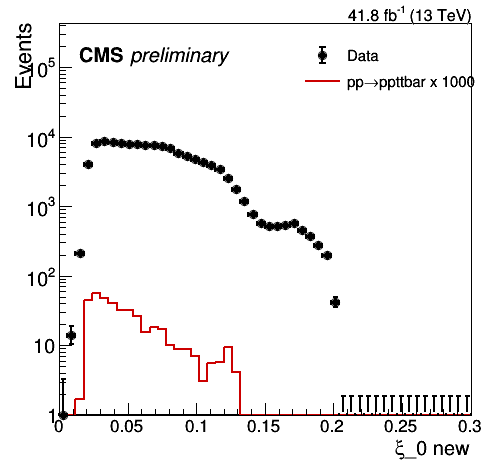 41.8 fb⁻¹ (13 TeV)
Events
CMS preliminary
Data
pp→ppttbar x 1000
10⁵
10⁴
10³
10²
10
1
0 0.05 0.1 0.15 0.2 0.25 0.3
ξ_0 new